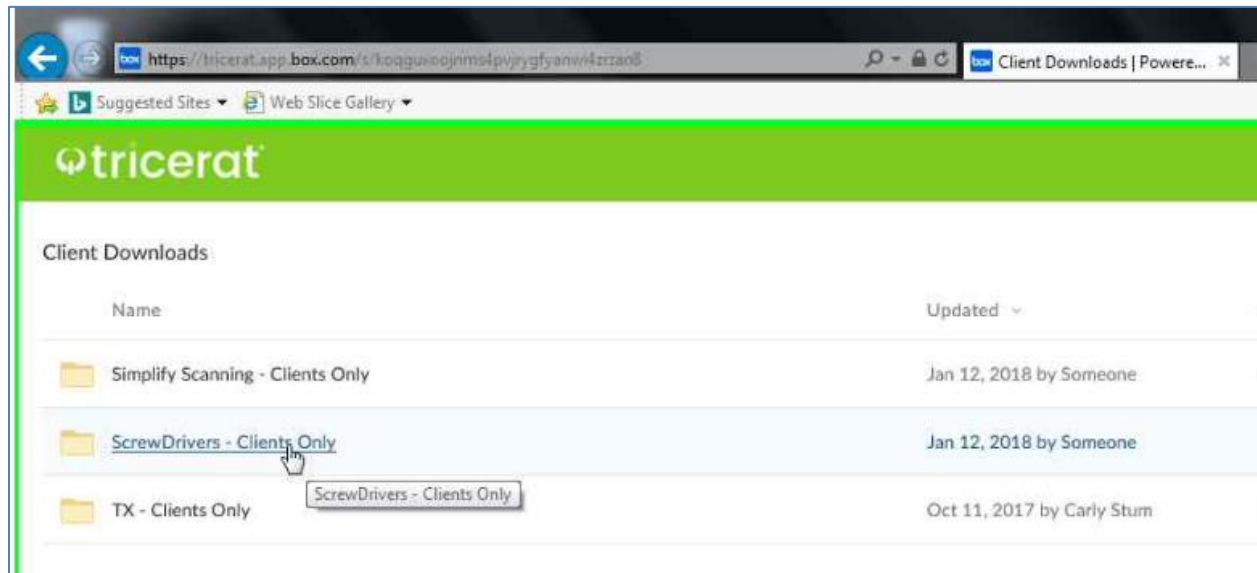 https://tricerat.app.box.com/s/
Client Downloads | Powere...
Suggested Sites
Web Slice Gallery
tricerat
Client Downloads
Name Updated
Simplify Scanning - Clients Only Jan 12, 2018 by Someone
ScrewDrivers - Clients Only Jan 12, 2018 by Someone
ScrewDrivers - Clients Only
TX - Clients Only Oct 11, 2017 by Carly Stum